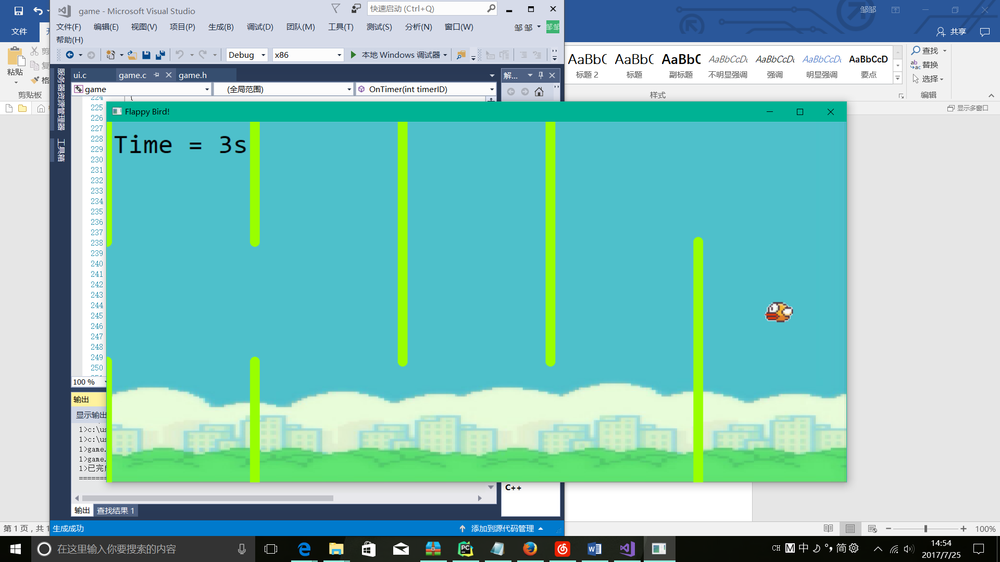 game - Microsoft Visual Studio
快速启动 (Ctrl+Q)
邹邹
文件
共享
文件(F) 编辑(E) 视图(V) 项目(P) 生成(B) 调试(D) 团队(M) 工具(T) 测试(S) 分析(N) 窗口(W)
邹 邹
邹邹
帮助(H)
Debug x86 本地 Windows 调试器
粘贴
剪贴板
AaBbC AaBbC AaBbC AaBbCcDc AaBbCcDc AaBbCcDc AaBbCcD
标题 2 标题 副标题 不明显强调 强调 明显强调 要点
样式
查找
替换
选择
编辑
显示多窗口
服务器资源管理器
工具箱
ui.c game.c game.h
解...
game (全局范围) OnTimer(int timerID)
224
225
226
227
228
229
230
231
232
233
234
235
236
237
238
239
240
241
242
243
244
245
246
247
248
249
250
Flappy Bird!
Time = 3s
100 %
输出
显示输出
1>c:\us
1>c:\us
1>game.
1>game.
1>已完
=======
C++
输出 查找结果 1
第 1 页，共 1
生成成功
添加到源代码管理
100%
在这里输入你要搜索的内容
CH M 中 简
14:54
2017/7/25